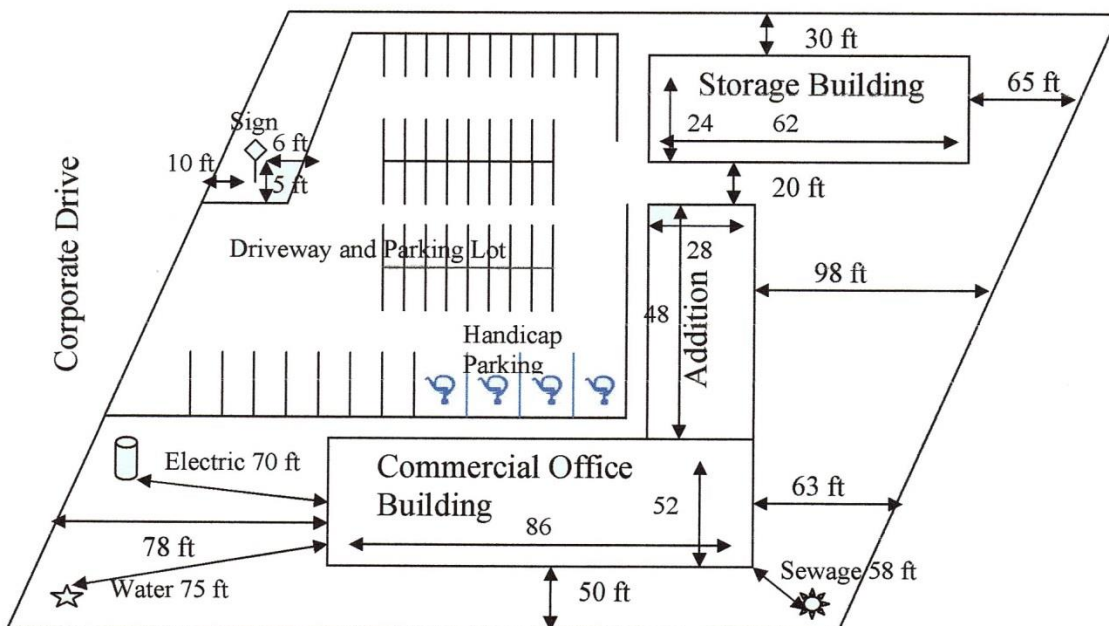 30 ft
Storage Building
65 ft
24
62
Sign
6 ft
10 ft
5 ft
20 ft
Corporate Drive
Driveway and Parking Lot
28
98 ft
48
Addition
Handicap
Parking
Electric 70 ft
Commercial Office
Building
52
63 ft
86
78 ft
Water 75 ft
50 ft
Sewage 58 ft